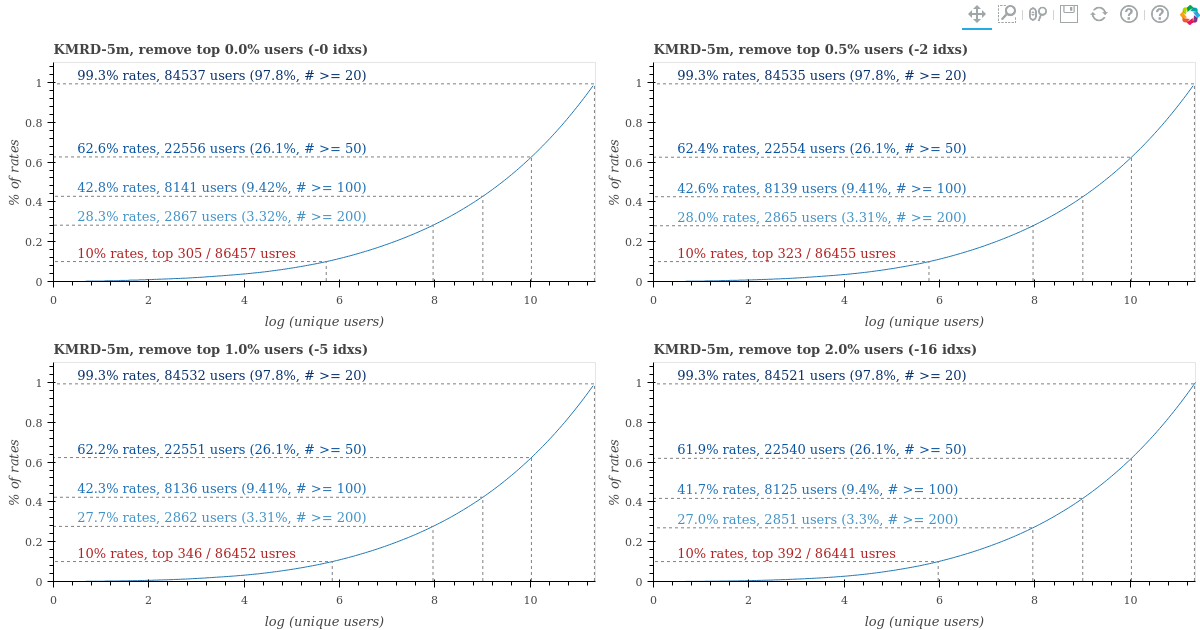 KMRD-5m, remove top 0.0% users (-0 idxs)
99.3% rates, 84537 users (97.8%, # >= 20)
62.6% rates, 22556 users (26.1%, # >= 50)
42.8% rates, 8141 users (9.42%, # >= 100)
28.3% rates, 2867 users (3.32%, # >= 200)
10% rates, top 305 / 86457 usres
% of rates
1
0.8
0.6
0.4
0.2
0
0 2 4 6 8 10
log (unique users)
KMRD-5m, remove top 0.5% users (-2 idxs)
99.3% rates, 84535 users (97.8%, # >= 20)
62.4% rates, 22554 users (26.1%, # >= 50)
42.6% rates, 8139 users (9.41%, # >= 100)
28.0% rates, 2865 users (3.31%, # >= 200)
10% rates, top 323 / 86455 usres
% of rates
1
0.8
0.6
0.4
0.2
0
0 2 4 6 8 10
log (unique users)
KMRD-5m, remove top 1.0% users (-5 idxs)
99.3% rates, 84532 users (97.8%, # >= 20)
62.2% rates, 22551 users (26.1%, # >= 50)
42.3% rates, 8136 users (9.41%, # >= 100)
27.7% rates, 2862 users (3.31%, # >= 200)
10% rates, top 346 / 86452 usres
% of rates
1
0.8
0.6
0.4
0.2
0
0 2 4 6 8 10
log (unique users)
KMRD-5m, remove top 2.0% users (-16 idxs)
99.3% rates, 84521 users (97.8%, # >= 20)
61.9% rates, 22540 users (26.1%, # >= 50)
41.7% rates, 8125 users (9.4%, # >= 100)
27.0% rates, 2851 users (3.3%, # >= 200)
10% rates, top 392 / 86441 usres
% of rates
1
0.8
0.6
0.4
0.2
0
0 2 4 6 8 10
log (unique users)